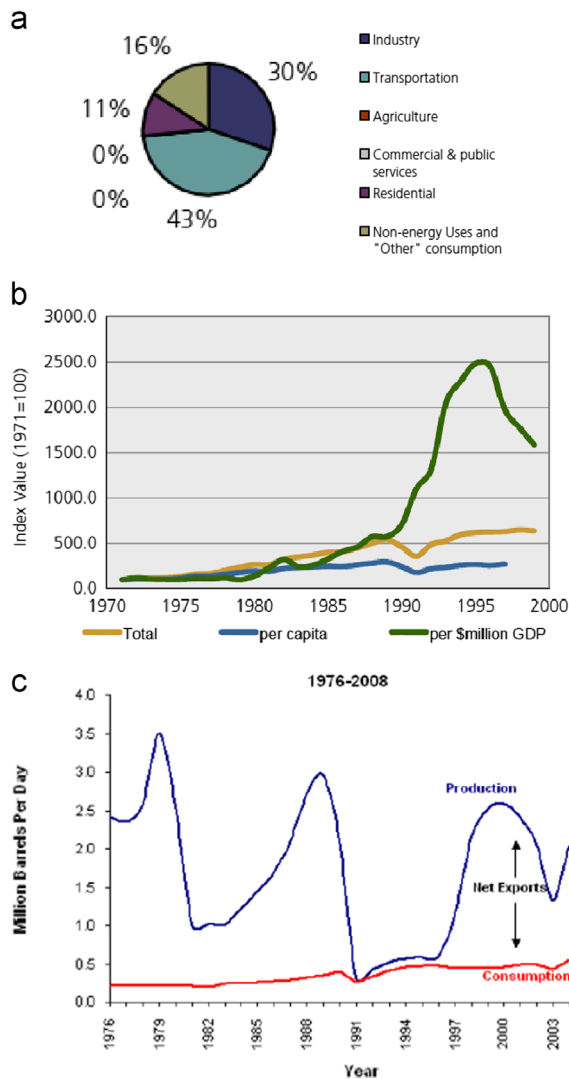 a
16%
30%
11%
0%
0%
43%
Industry
Transportation
Agriculture
Commercial & public
services
Residential
Non-energy Uses and
"Other" consumption
b
Index Value (1971=100)
3000.0
2500.0
2000.0
1500.0
1000.0
500.0
0.0
1970 1975 1980 1985 1990 1995 2000
Total per capita per $million GDP
c
1976-2008
Million Barrels Per Day
4.0
3.5
3.0
2.5
2.0
1.5
1.0
0.5
0.0
Production
Net Exports
Consumption
1976 1979 1982 1985 1988 1991 1994 1997 2000 2003
Year